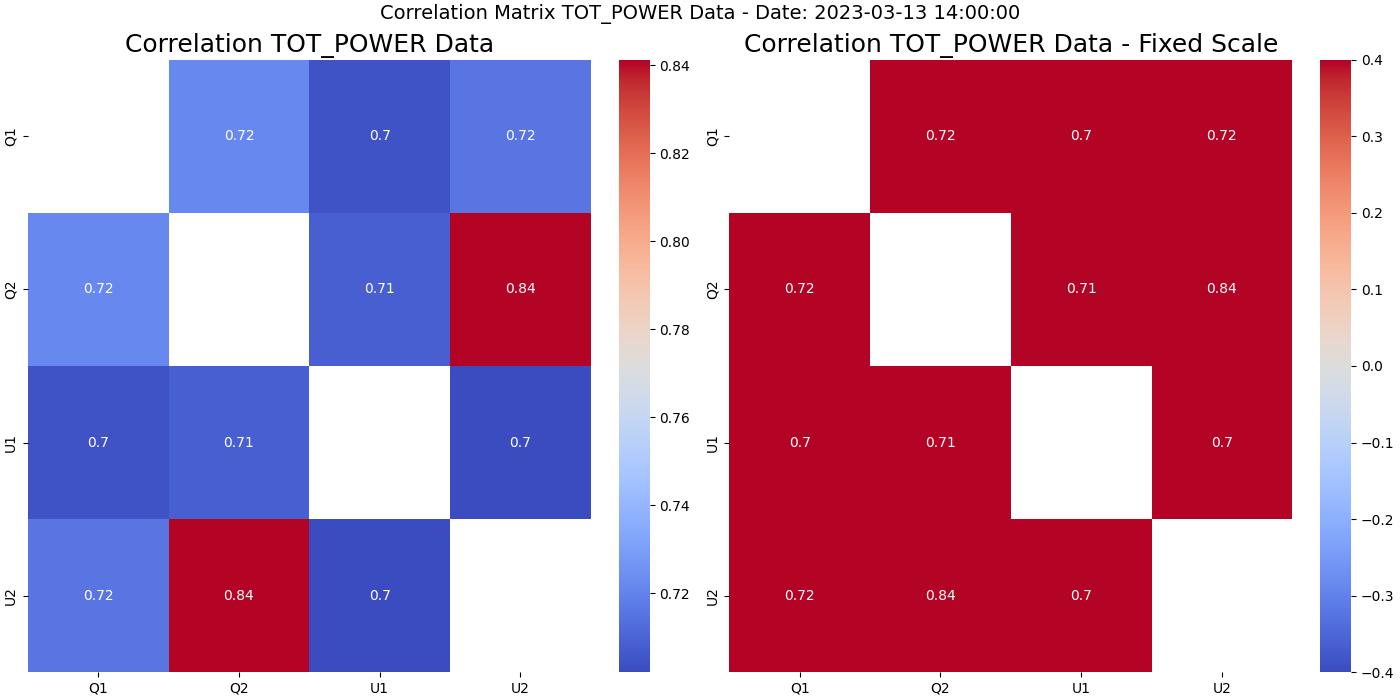 Correlation Matrix TOT_POWER Data - Date: 2023-03-13 14:00:00
Correlation TOT_POWER Data
Q1
0.72
0.7
0.72
Q2
0.72
0.71
0.84
U1
0.7
0.71
0.7
U2
0.72
0.84
0.7
Q1
Q2
U1
U2
0.84
0.82
0.80
0.78
0.76
0.74
0.72
Correlation TOT_POWER Data - Fixed Scale
Q1
0.72
0.7
0.72
Q2
0.72
0.71
0.84
U1
0.7
0.71
0.7
U2
0.72
0.84
0.7
Q1
Q2
U1
U2
0.4
0.3
0.2
0.1
0.0
−0.1
−0.2
−0.3
−0.4